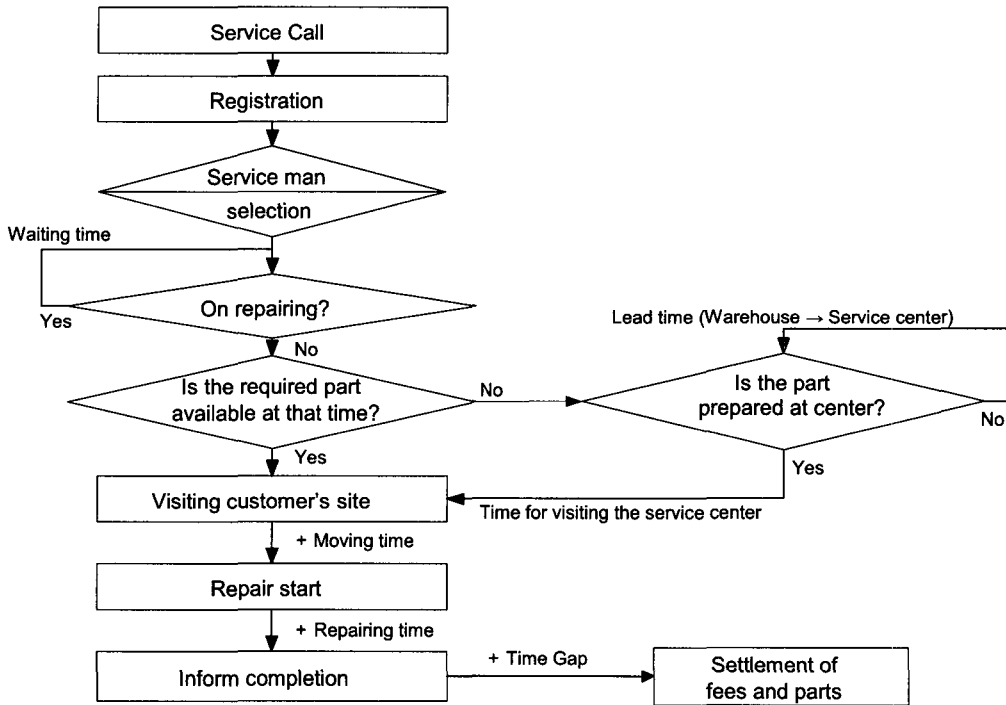 Service Call
Registration
Service man
selection
Waiting time
On repairing?
Yes
No
Lead time (Warehouse → Service center)
Is the required part
available at that time?
No
Is the part
prepared at center?
No
Yes
Yes
Visiting customer's site
Time for visiting the service center
+ Moving time
Repair start
+ Repairing time
Inform completion
+ Time Gap
Settlement of
fees and parts